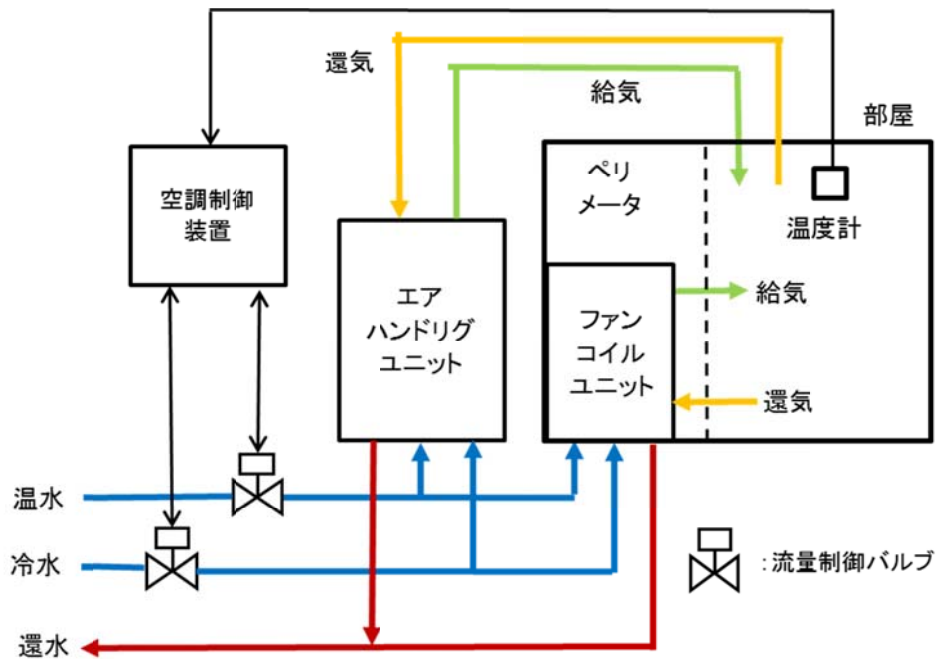 還気
給気
部屋
空調制御
装置
ペリ
メータ
温度計
エア
ハンドリグ
ユニット
ファン
コイル
ユニット
給気
還気
温水
冷水
:流量制御バルブ
還水